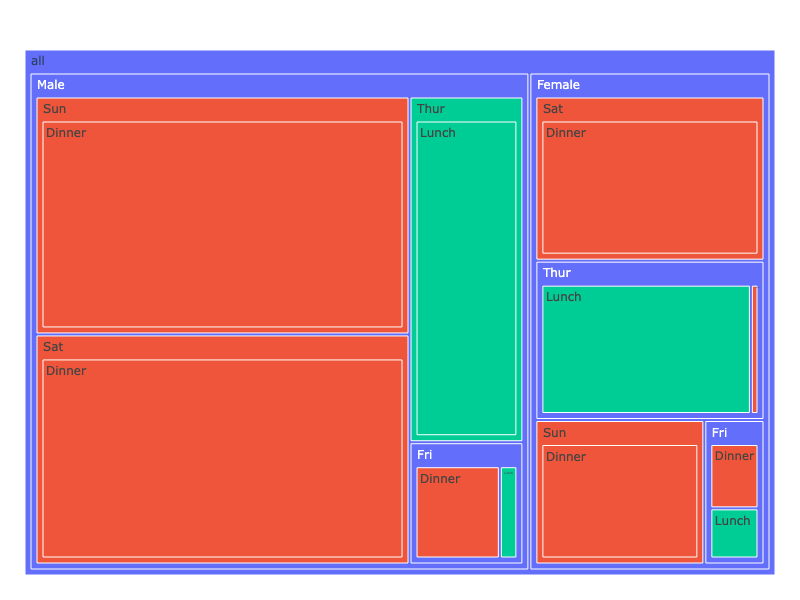 all
Male
Sun
Dinner
Sat
Dinner
Thur
Lunch
Fri
Dinner
Female
Sat
Dinner
Thur
Lunch
Sun
Dinner
Fri
Dinner
Lunch